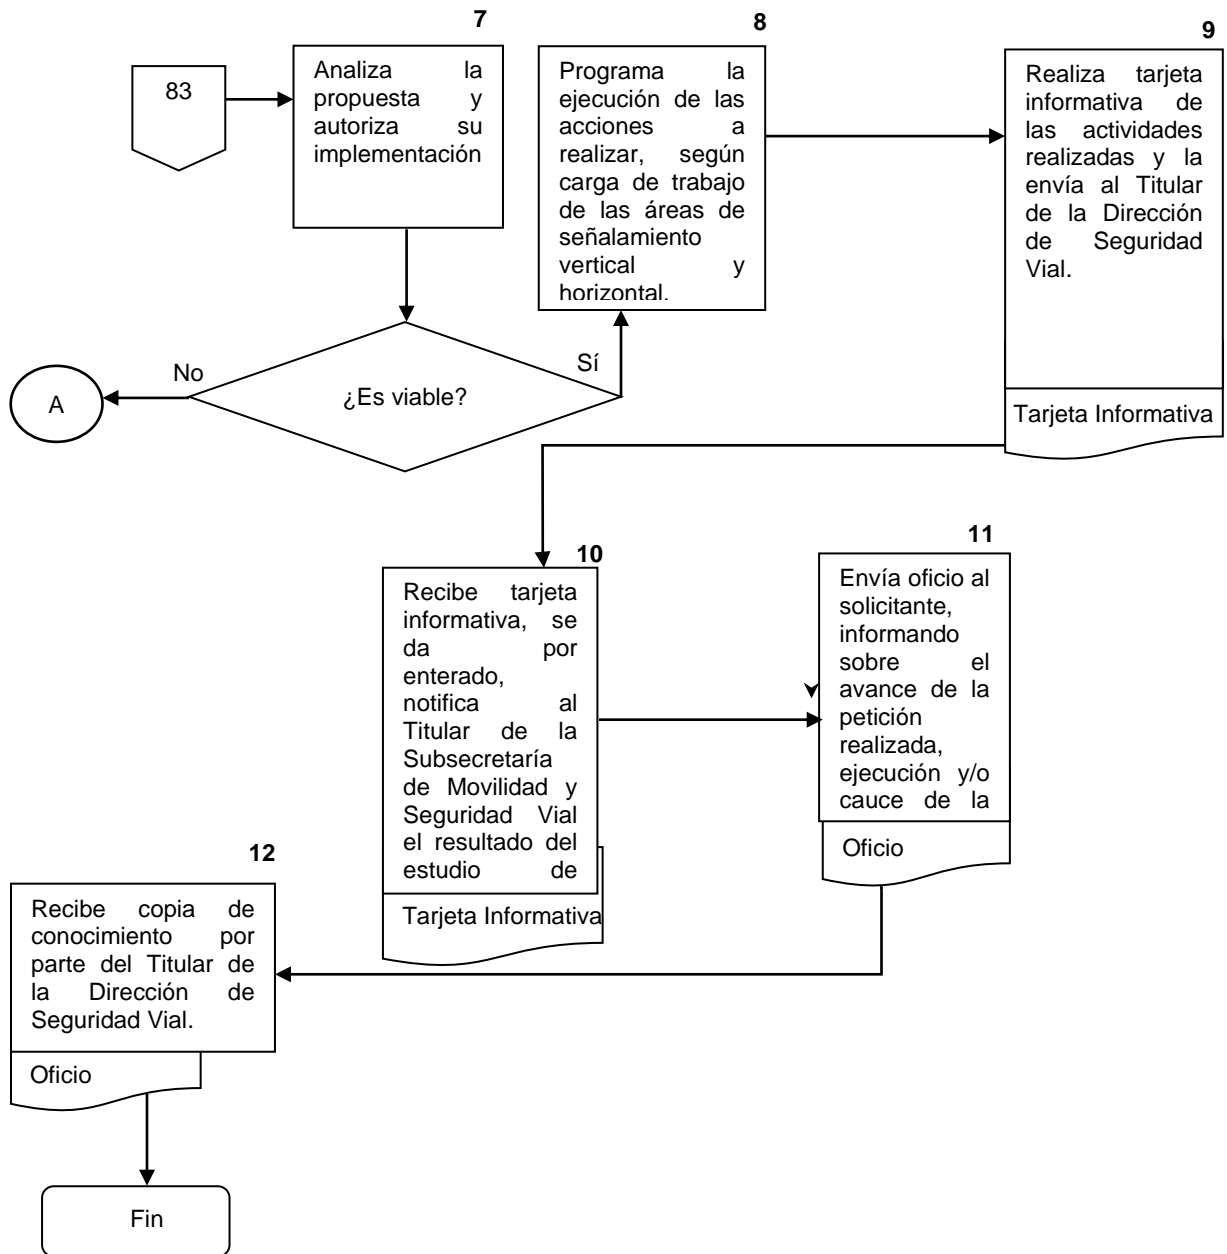 7
83
Analiza la
propuesta y
autoriza su
implementación
8
Programa la
ejecución de las
acciones a
realizar, según
carga de trabajo
de las áreas de
señalamiento
vertical y
horizontal.
9
Realiza tarjeta
informativa de
las actividades
realizadas y la
envía al Titular
de la Dirección
de Seguridad
Vial.
Tarjeta Informativa
¿Es viable?
Sí
No
A
10
Recibe tarjeta
informativa, se
da por
enterado,
notifica al
Titular de la
Subsecretaría
de Movilidad y
Seguridad Vial
el resultado del
estudio de
Tarjeta Informativa
11
Envía oficio al
solicitante,
informando
sobre el
avance de la
petición
realizada,
ejecución y/o
cauce de la
Oficio
12
Recibe copia de
conocimiento por
parte del Titular de
la Dirección de
Seguridad Vial.
Oficio
Fin